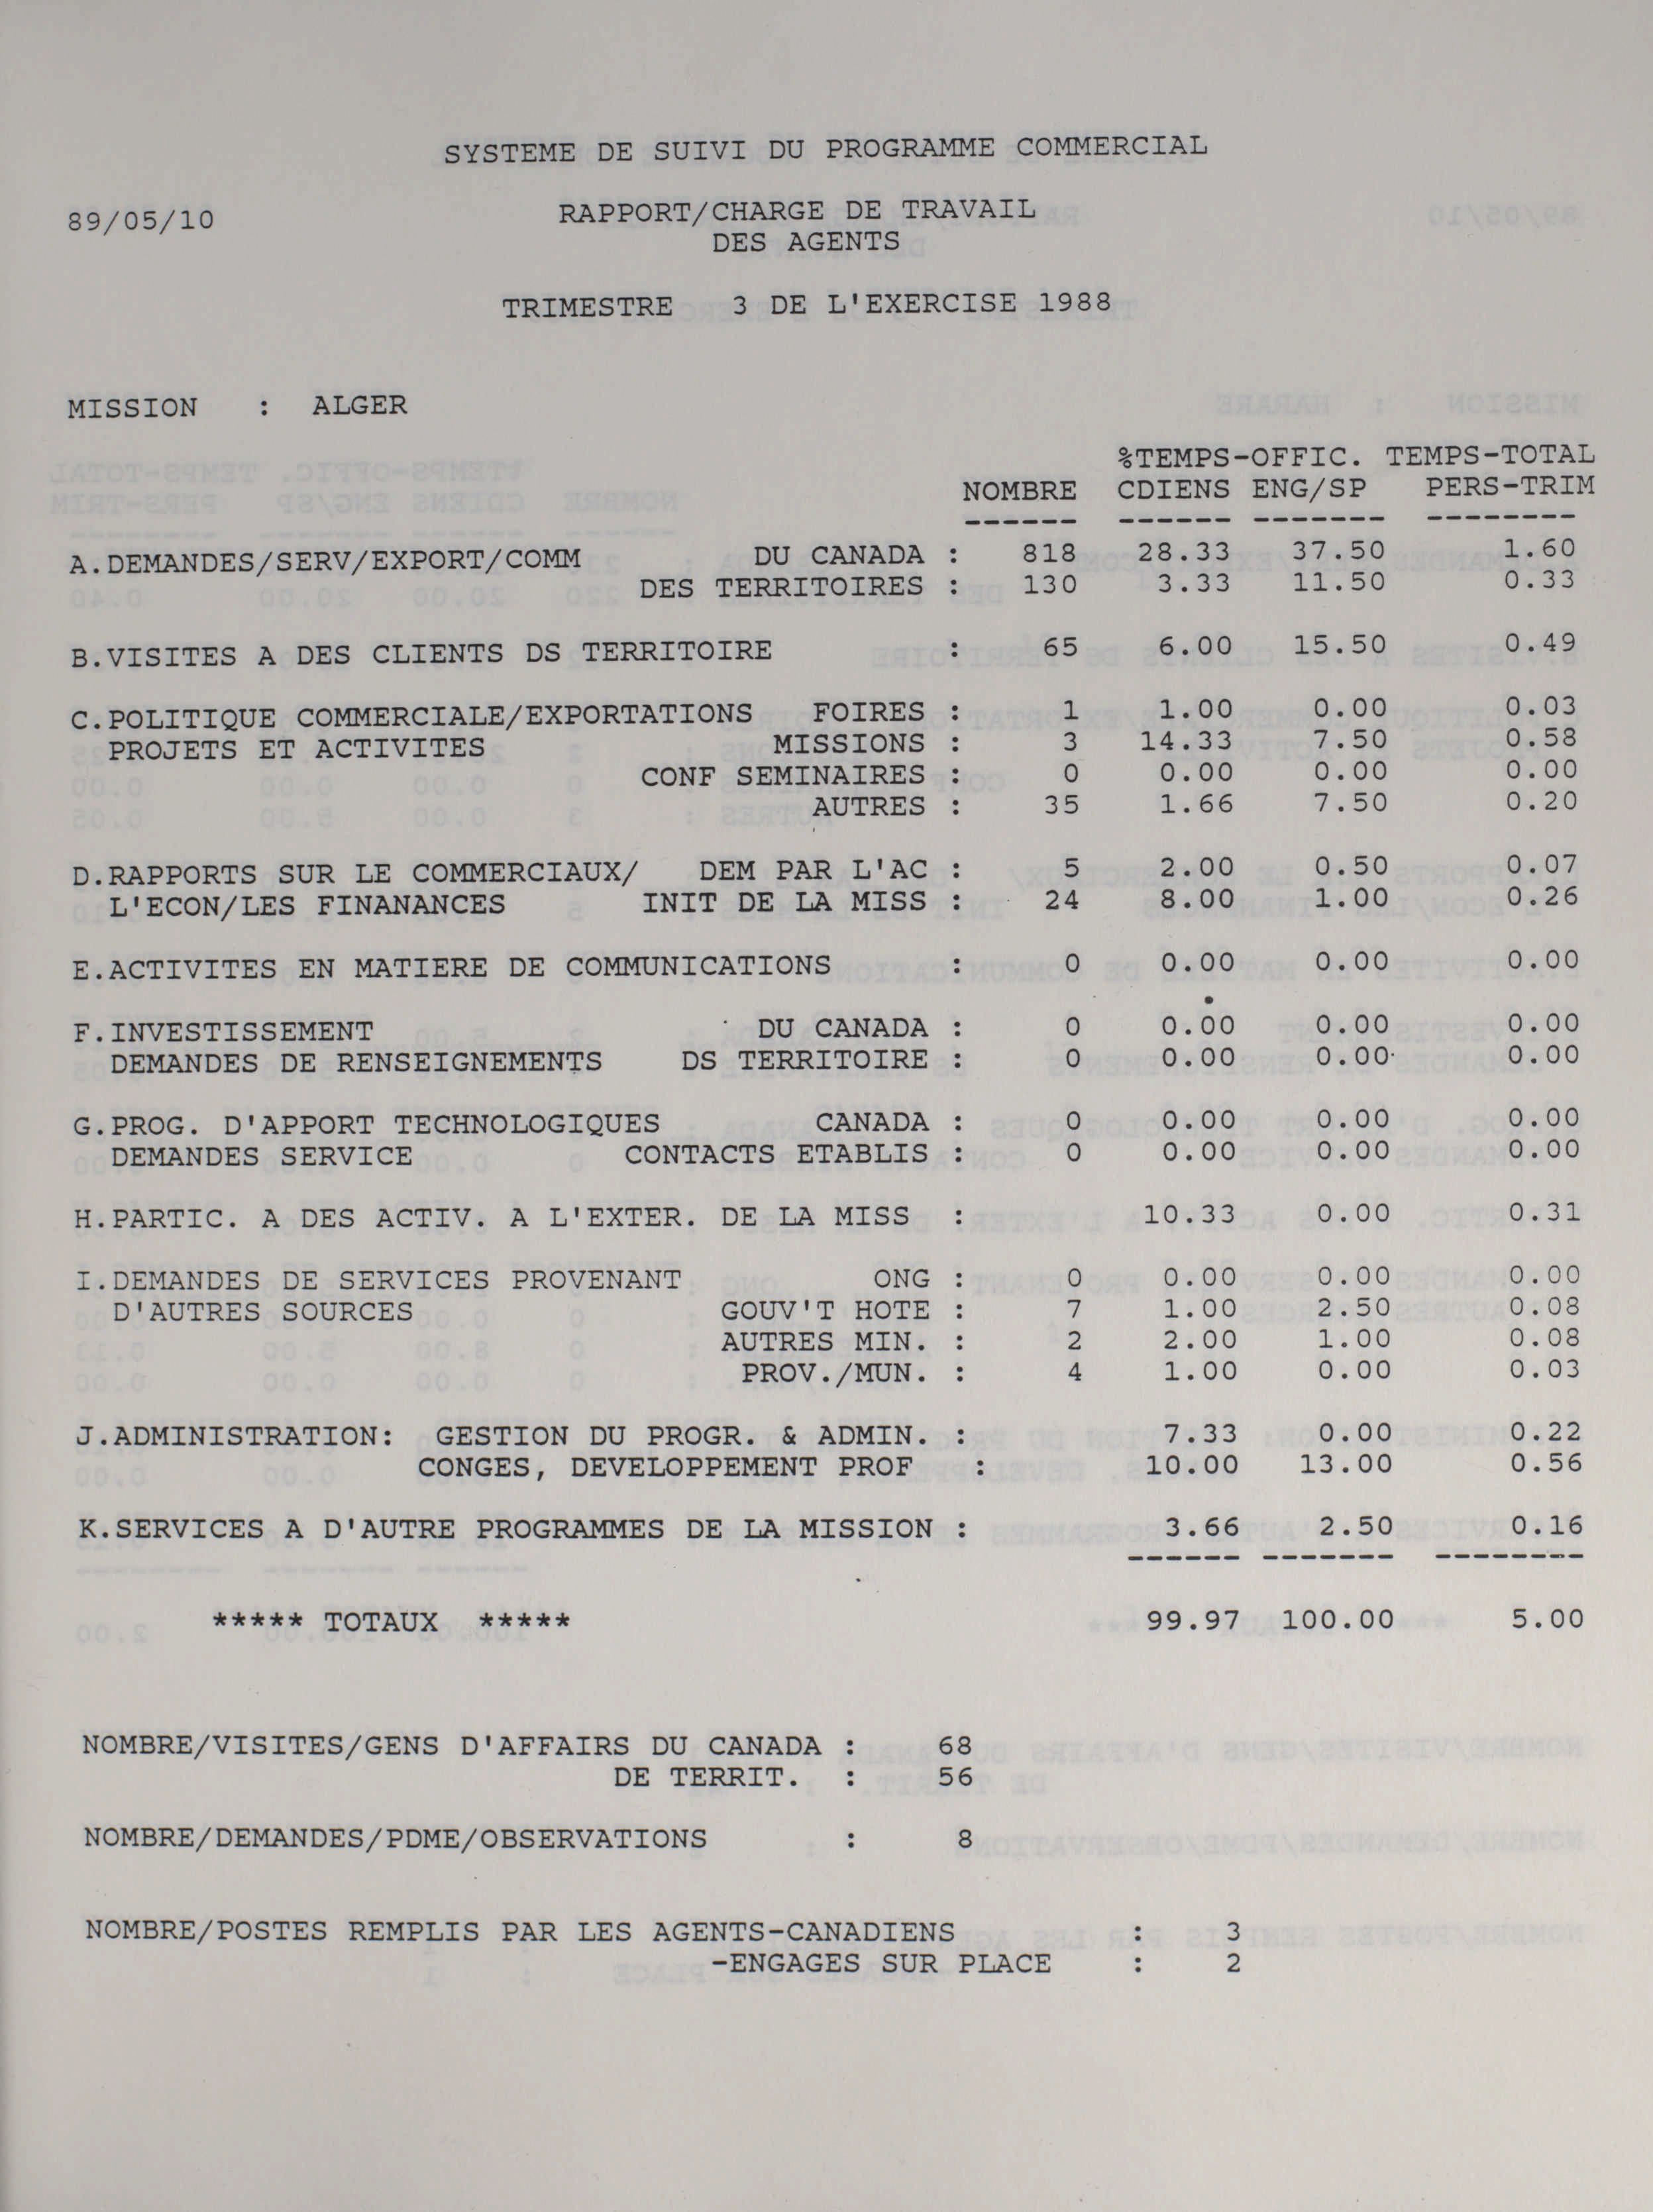 SYSTEME DE SUIVI DU PROGRAMME COMMERCIAL
89/05/10 RAPPORT/CHARGE DE TRAVAIL
DES AGENTS
TRIMESTRE 3 DE L'EXERCISE 1988
MISSION : ALGER
%TEMPS-OFFIC. TEMPS-TOTAL
NOMBRE CDIENS ENG/SP PERS-TRIM
------ ------ ------- --------
A.DEMANDES/SERV/EXPORT/COMM DU CANADA : 818 28.33 37.50 1.60
DES TERRITOIRES : 130 3.33 11.50 0.33
B.VISITES A DES CLIENTS DS TERRITOIRE : 65 6.00 15.50 0.49
C.POLITIQUE COMMERCIALE/EXPORTATIONS FOIRES : 1 1.00 0.00 0.03
PROJETS ET ACTIVITES MISSIONS : 3 14.33 7.50 0.58
CONF SEMINAIRES : 0 0.00 0.00 0.00
AUTRES : 35 1.66 7.50 0.20
D.RAPPORTS SUR LE COMMERCIAUX/ DEM PAR L'AC : 5 2.00 0.50 0.07
L'ECON/LES FINANANCES INIT DE LA MISS : 24 8.00 1.00 0.26
E.ACTIVITES EN MATIERE DE COMMUNICATIONS : 0 0.00 0.00 0.00
F.INVESTISSEMENT DU CANADA : 0 0.00 0.00 0.00
DEMANDES DE RENSEIGNEMENTS DS TERRITOIRE : 0 0.00 0.00 0.00
G.PROG. D'APPORT TECHNOLOGIQUES CANADA : 0 0.00 0.00 0.00
DEMANDES SERVICE CONTACTS ETABLIS : 0 0.00 0.00 0.00
H.PARTIC. A DES ACTIV. A L'EXTER. DE LA MISS : 10.33 0.00 0.31
I.DEMANDES DE SERVICES PROVENANT ONG : 0 0.00 0.00 0.00
D'AUTRES SOURCES GOUV'T HOTE : 7 1.00 2.50 0.08
AUTRES MIN. : 2 2.00 1.00 0.08
PROV./MUN. : 4 1.00 0.00 0.03
J.ADMINISTRATION: GESTION DU PROGR. & ADMIN. : 7.33 0.00 0.22
CONGES, DEVELOPPEMENT PROF : 10.00 13.00 0.56
K.SERVICES A D'AUTRE PROGRAMMES DE LA MISSION : 3.66 2.50 0.16
------ ------- --------
***** TOTAUX ***** 99.97 100.00 5.00
NOMBRE/VISITES/GENS D'AFFAIRS DU CANADA : 68
DE TERRIT. : 56
NOMBRE/DEMANDES/PDME/OBSERVATIONS : 8
NOMBRE/POSTES REMPLIS PAR LES AGENTS-CANADIENS : 3
-ENGAGES SUR PLACE : 2